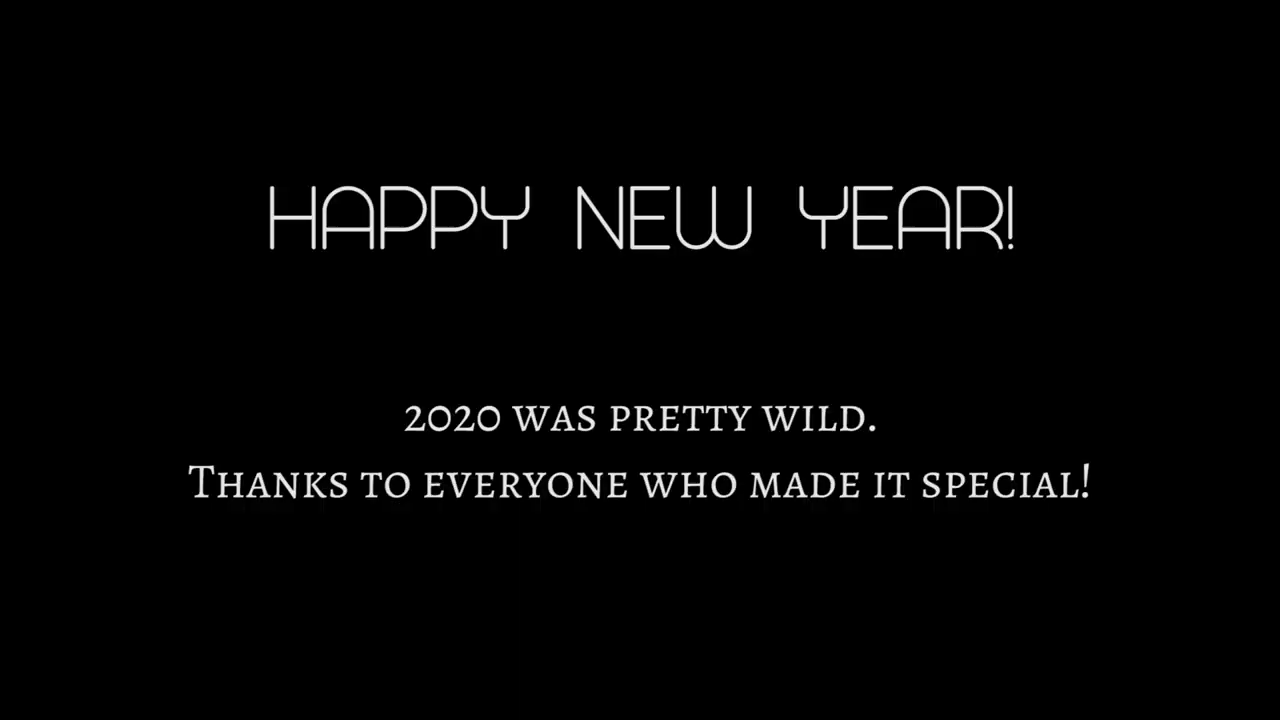 HAPPY NEW YEAR!
2020 was pretty wild.
Thanks to everyone who made it special!